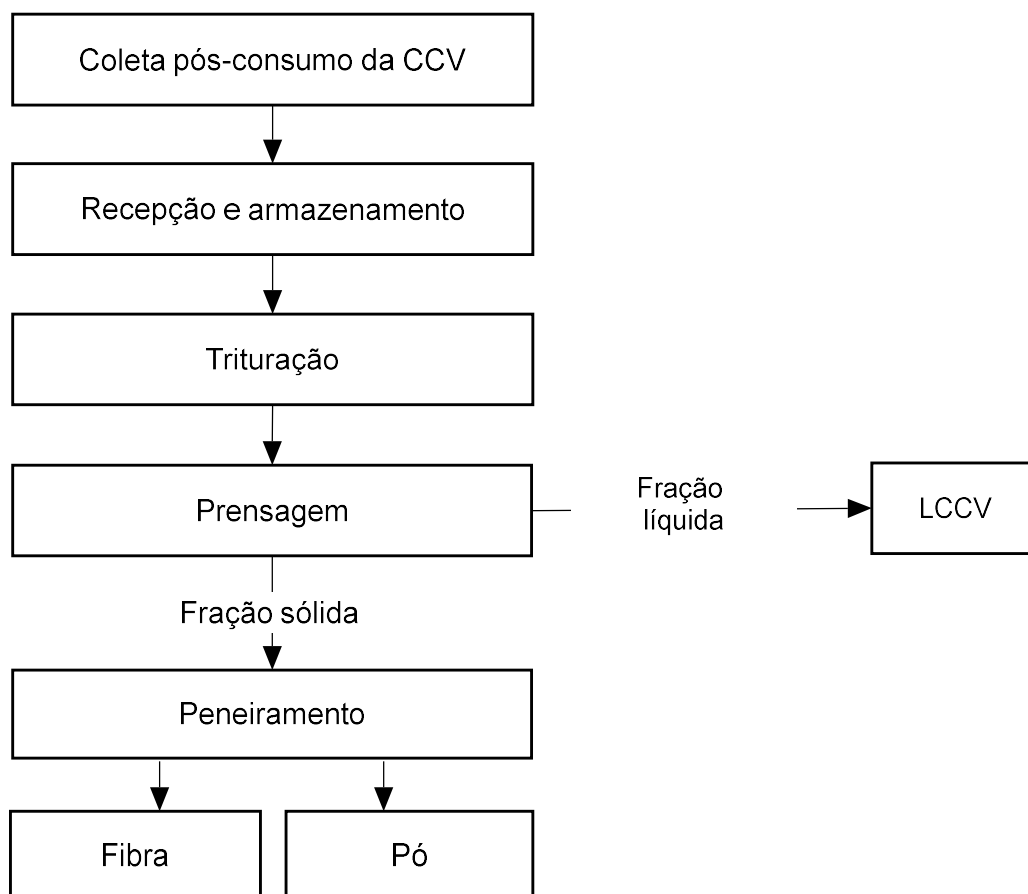 Coleta pós-consumo da CCV
Recepção e armazenamento
Trituração
Prensagem
Fração
líquida
LCCV
Fração sólida
Peneiramento
Fibra
Pó